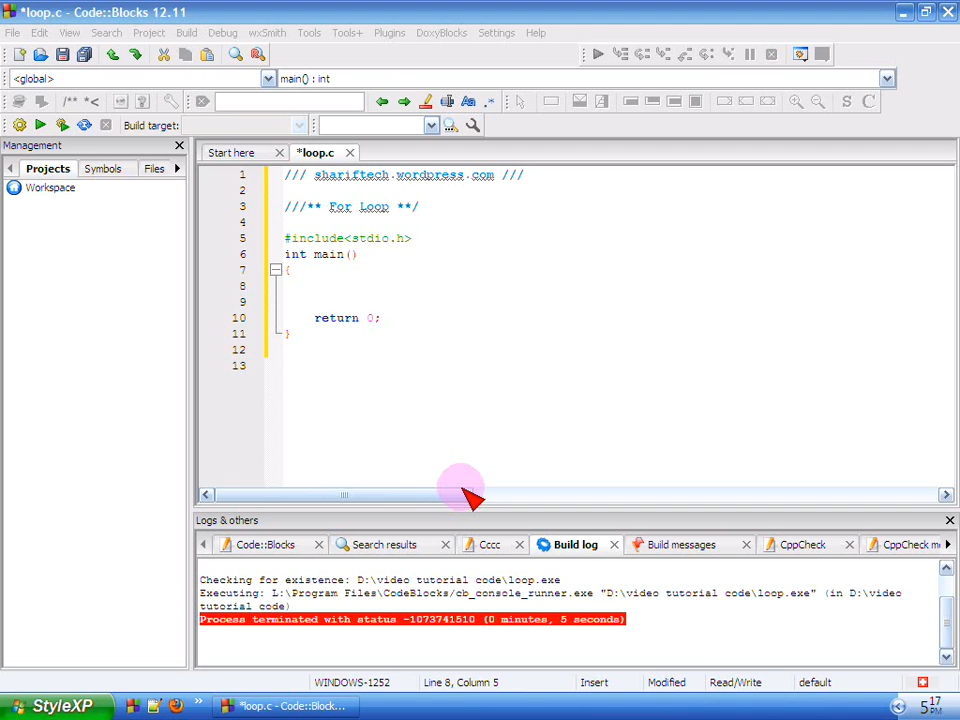 *loop.c - Code::Blocks 12.11
File Edit View Search Project Build Debug wxSmith Tools Tools+ Plugins DoxyBlocks Settings Help
<global> main() : int
/** *< Aa .* S C
Build target:
Management
Projects Symbols Files
Workspace
Start here *loop.c
1 /// shariftech.wordpress.com ///
2
3 ///** For Loop **/
4
5 #include<stdio.h>
6 int main()
7 {
8
9
10 return 0;
11 }
12
13
Logs & others
Code::Blocks Search results Cccc Build log Build messages CppCheck CppCheck me
Checking for existence: D:\video tutorial code\loop.exe
Executing: L:\Program Files\CodeBlocks/cb_console_runner.exe "D:\video tutorial code\loop.exe" (in D:\video
tutorial code)
Process terminated with status -1073741510 (0 minutes, 5 seconds)
WINDOWS-1252 Line 8, Column 5 Insert Modified Read/Write default
StyleXP *loop.c - Code::Block... 5 17 PM